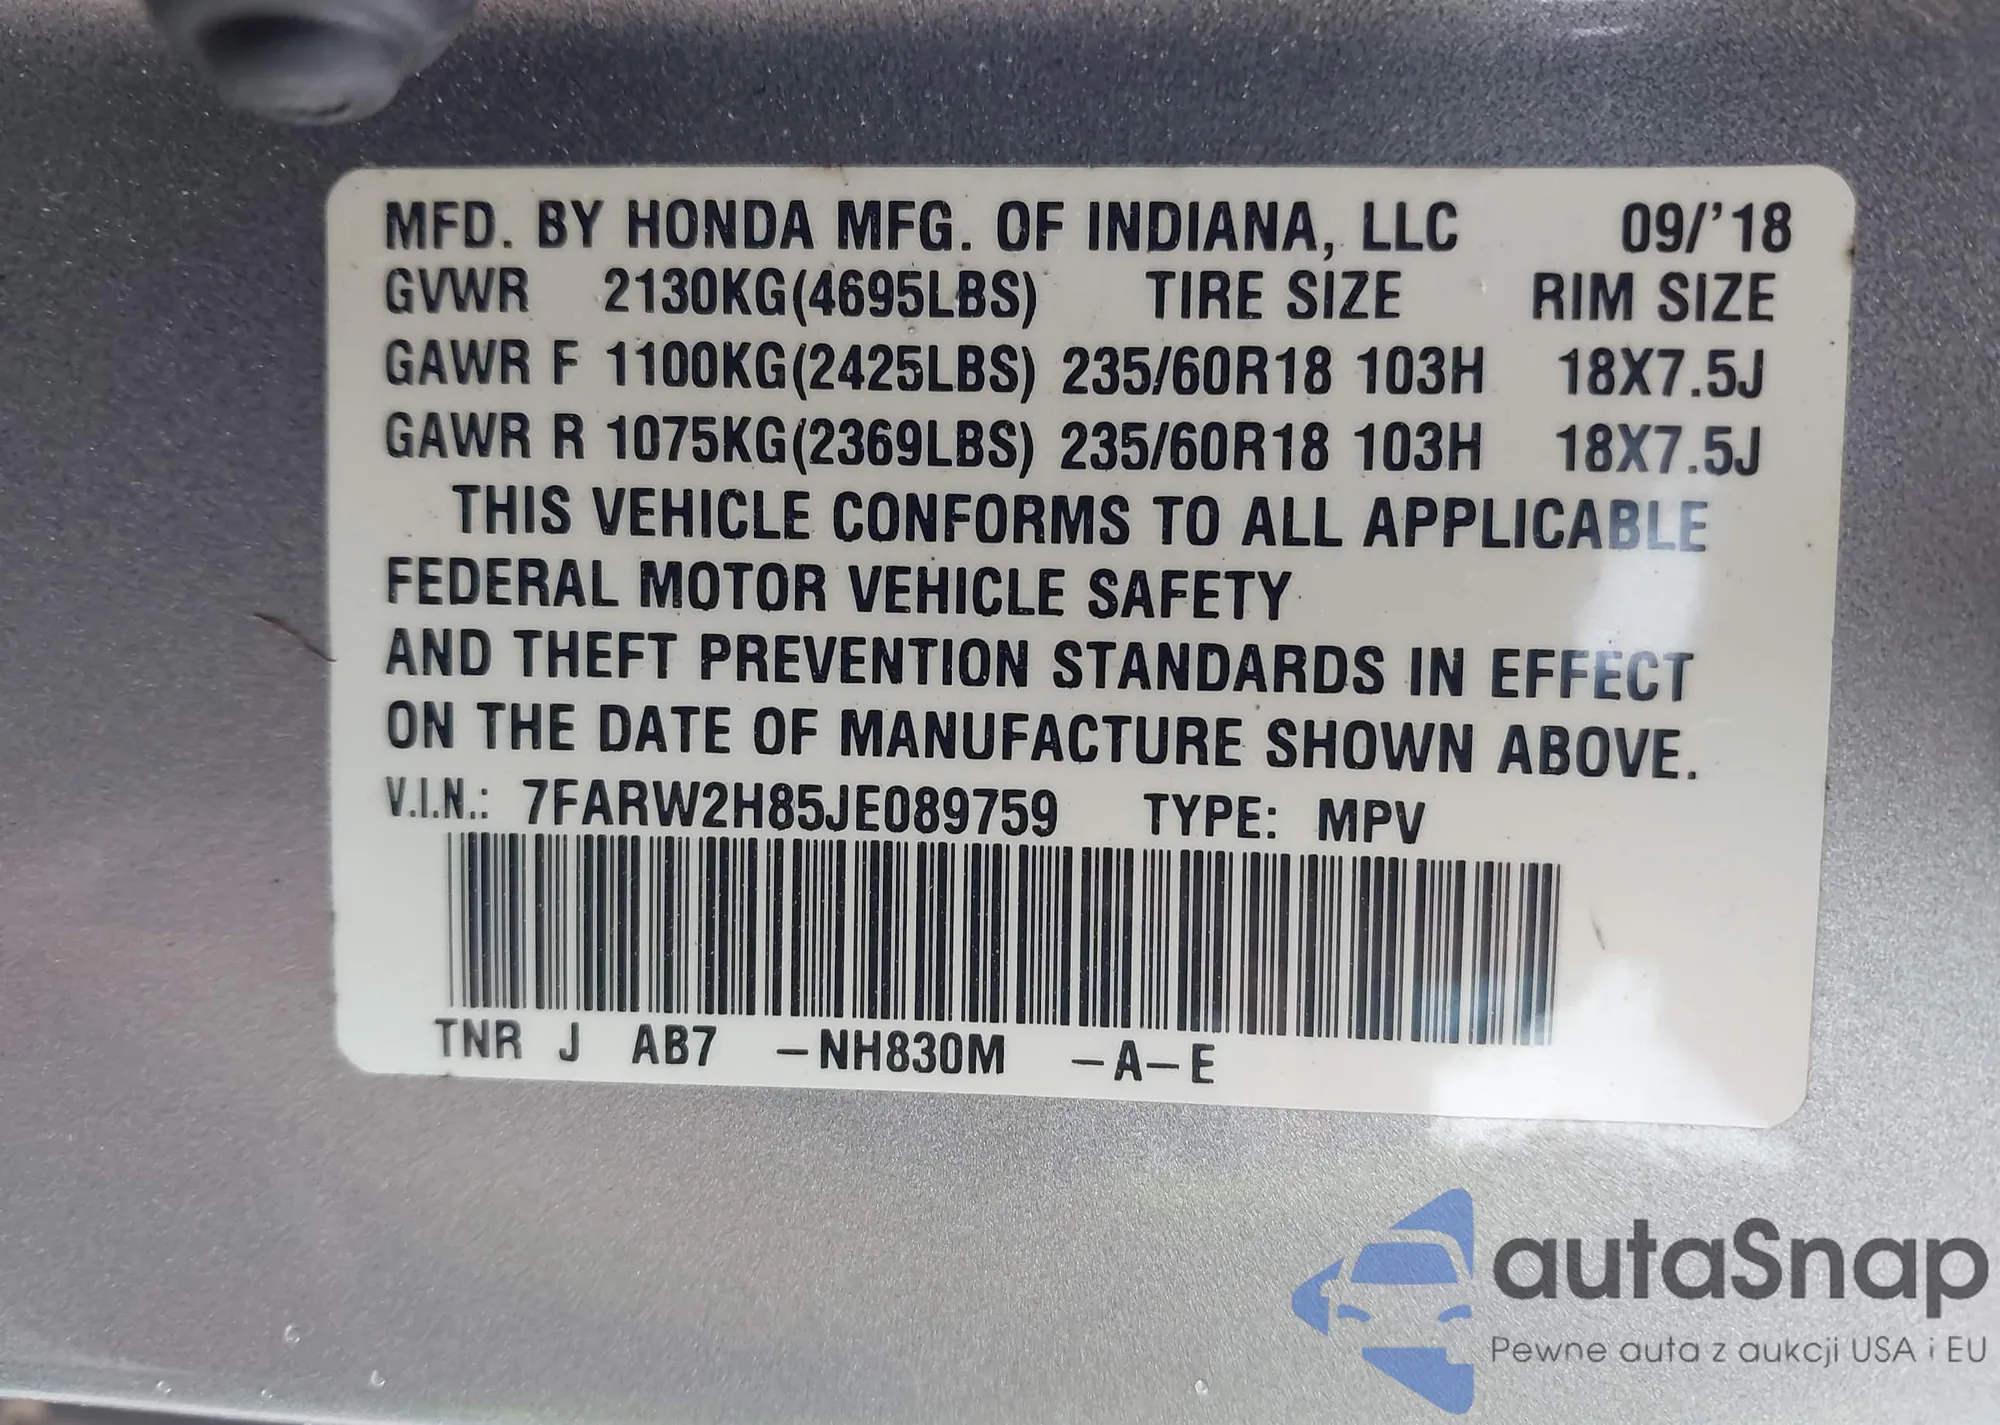 MFD. BY HONDA MFG. OF INDIANA, LLC 09/'18
GVWR 2130KG(4695LBS) TIRE SIZE RIM SIZE
GAWR F 1100KG(2425LBS) 235/60R18 103H 18X7.5J
GAWR R 1075KG(2369LBS) 235/60R18 103H 18X7.5J
THIS VEHICLE CONFORMS TO ALL APPLICABLE
FEDERAL MOTOR VEHICLE SAFETY
AND THEFT PREVENTION STANDARDS IN EFFECT
ON THE DATE OF MANUFACTURE SHOWN ABOVE.
V.I.N.: 7FARW2H85JE089759 TYPE: MPV
TNR J AB7 –NH830M –A–E
autaSnap
Pewne auta z aukcji USA i EU